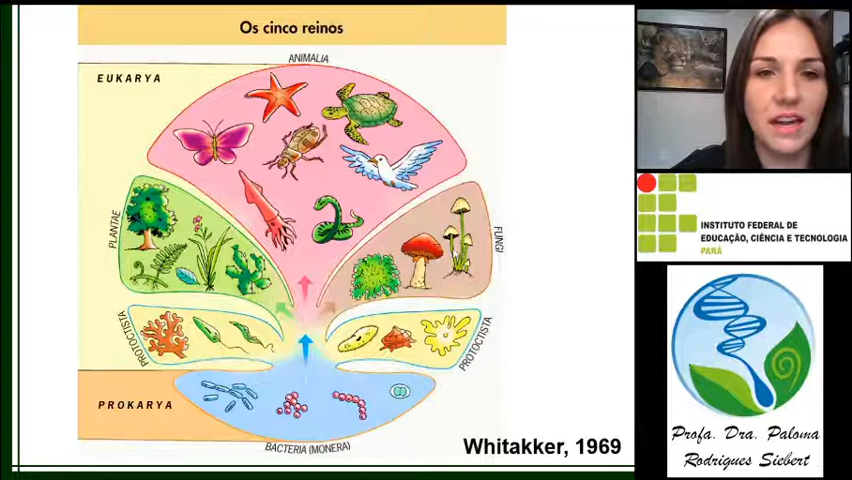 Os cinco reinos
ANIMALIA
EUKARYA
PLANTAE
FUNGI
PROTOCTISTA
PROTOCTISTA
PROKARYA
BACTERIA (MONERA)
Whitakker, 1969
INSTITUTO FEDERAL DE
EDUCAÇÃO, CIÊNCIA E TECNOLOGIA
PARÁ
Profa. Dra. Paloma
Rodrigues Siebert